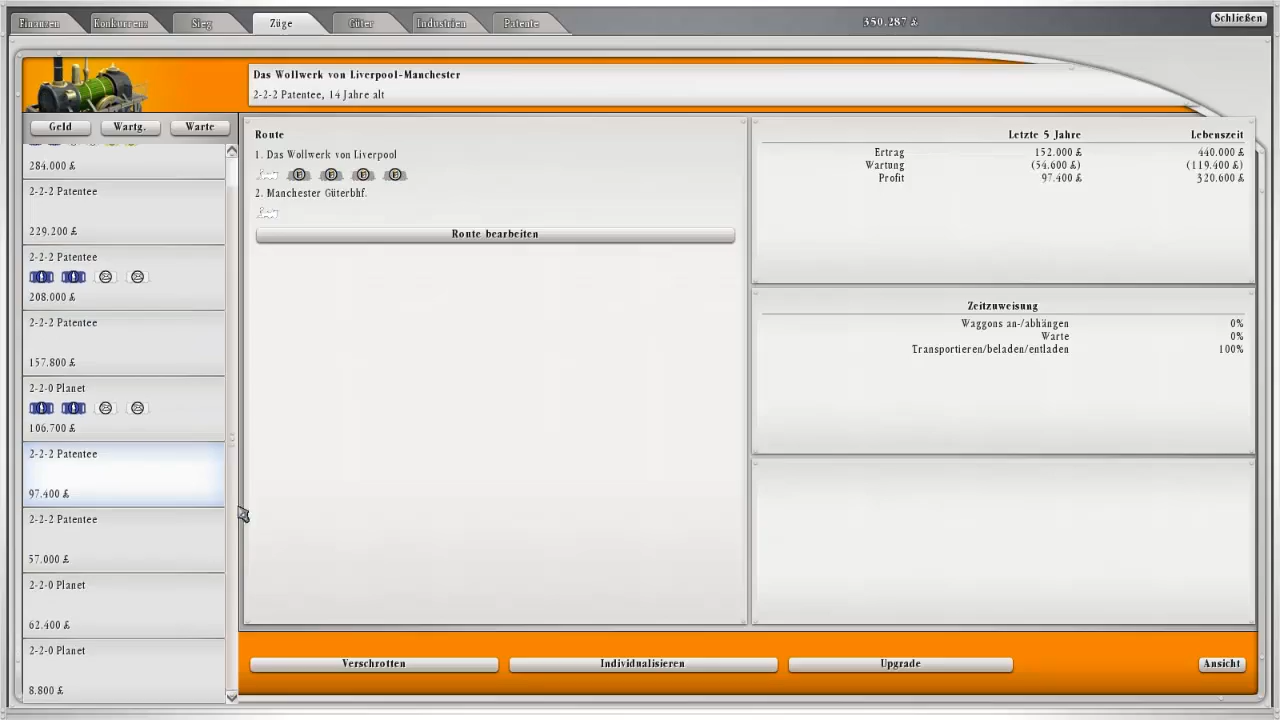 Finanzen Konkurrenz Sieg Züge Güter Industrien Patente 350.287 £ Schließen
Das Wollwerk von Liverpool-Manchester
2-2-2 Patentee, 14 Jahre alt
Geld Wartg. Warte
284.000 £
2-2-2 Patentee
229.200 £
2-2-2 Patentee
208.000 £
2-2-2 Patentee
157.800 £
2-2-0 Planet
106.700 £
2-2-2 Patentee
97.400 £
2-2-2 Patentee
57.000 £
2-2-0 Planet
62.400 £
2-2-0 Planet
8.800 £
Route
1. Das Wollwerk von Liverpool
2. Manchester Güterbhf.
Route bearbeiten
Letzte 5 Jahre Lebenszeit
Ertrag 152.000 £ 440.000 £
Wartung (54.600 £) (119.400 £)
Profit 97.400 £ 320.600 £
Zeitzuweisung
Waggons an-/abhängen 0%
Warte 0%
Transportieren/beladen/entladen 100%
Verschrotten Individualisieren Upgrade Ansicht